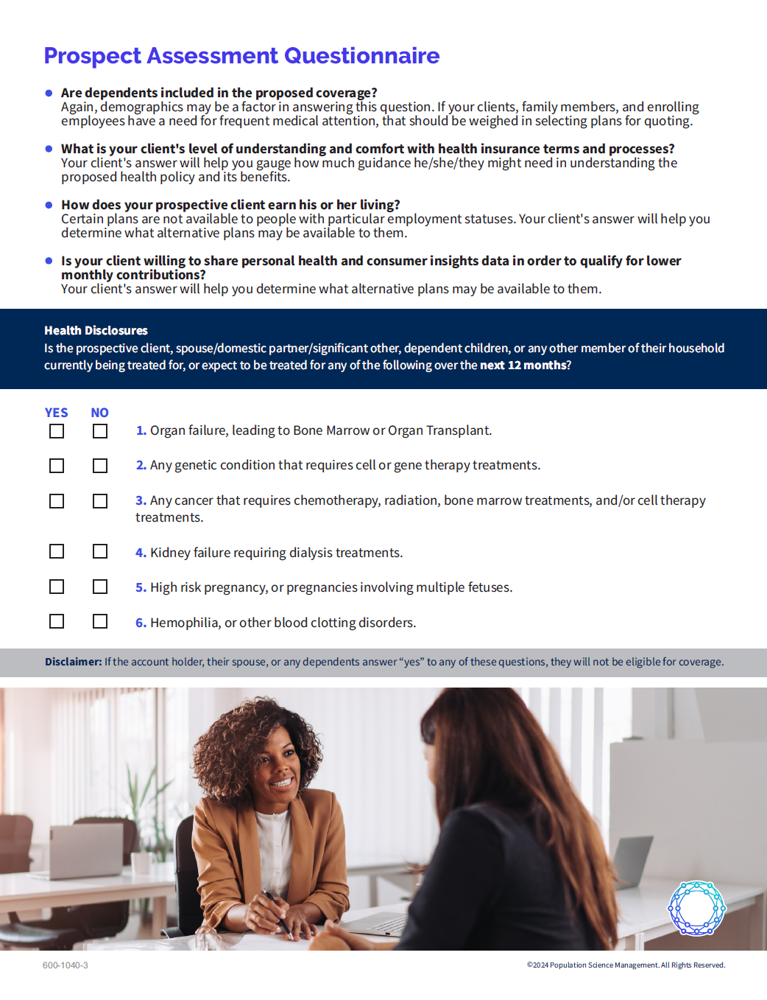 Prospect Assessment Questionnaire
Are dependents included in the proposed coverage?
Again, demographics may be a factor in answering this question. If your clients, family members, and enrolling
employees have a need for frequent medical attention, that should be weighed in selecting plans for quoting.
What is your client's level of understanding and comfort with health insurance terms and processes?
Your client's answer will help you gauge how much guidance he/she/they might need in understanding the
proposed health policy and its benefits.
How does your prospective client earn his or her living?
Certain plans are not available to people with particular employment statuses. Your client's answer will help you
determine what alternative plans may be available to them.
Is your client willing to share personal health and consumer insights data in order to qualify for lower
monthly contributions?
Your client's answer will help you determine what alternative plans may be available to them.
Health Disclosures
Is the prospective client, spouse/domestic partner/significant other, dependent children, or any other member of their household
currently being treated for, or expect to be treated for any of the following over the next 12 months?
YES NO
1. Organ failure, leading to Bone Marrow or Organ Transplant.
2. Any genetic condition that requires cell or gene therapy treatments.
3. Any cancer that requires chemotherapy, radiation, bone marrow treatments, and/or cell therapy
treatments.
4. Kidney failure requiring dialysis treatments.
5. High risk pregnancy, or pregnancies involving multiple fetuses.
6. Hemophilia, or other blood clotting disorders.
Disclaimer: If the account holder, their spouse, or any dependents answer “yes” to any of these questions, they will not be eligible for coverage.
600-1040-3
©2024 Population Science Management. All Rights Reserved.